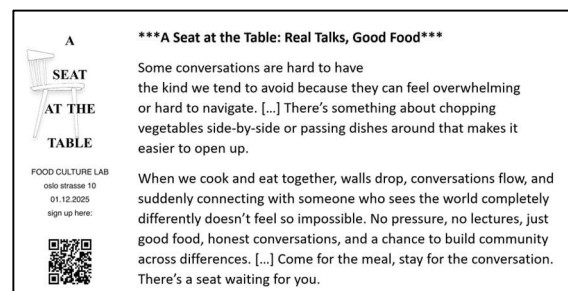 A
SEAT
AT THE
TABLE
FOOD CULTURE LAB
oslo strasse 10
01.12.2025
sign up here:
***A Seat at the Table: Real Talks, Good Food***
Some conversations are hard to have
the kind we tend to avoid because they can feel overwhelming
or hard to navigate. […] There’s something about chopping
vegetables side-by-side or passing dishes around that makes it
easier to open up.
When we cook and eat together, walls drop, conversations flow, and
suddenly connecting with someone who sees the world completely
differently doesn’t feel so impossible. No pressure, no lectures, just
good food, honest conversations, and a chance to build community
across differences. […] Come for the meal, stay for the conversation.
There’s a seat waiting for you.